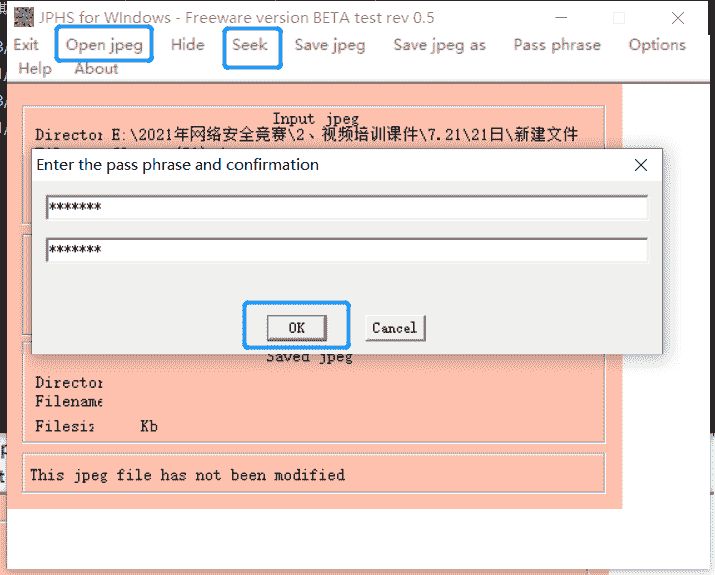 JPHS for WIndows - Freeware version BETA test rev 0.5
Exit Open jpeg Hide Seek Save jpeg Save jpeg as Pass phrase Options
Help About
Input jpeg
Director E:\2021年网络安全竞赛\2、视频培训课件\7.21\21日\新建文件
Enter the pass phrase and confirmation
*******
*******
OK Cancel
Saved jpeg
Director
Filename
Filesiz Kb
This jpeg file has not been modified